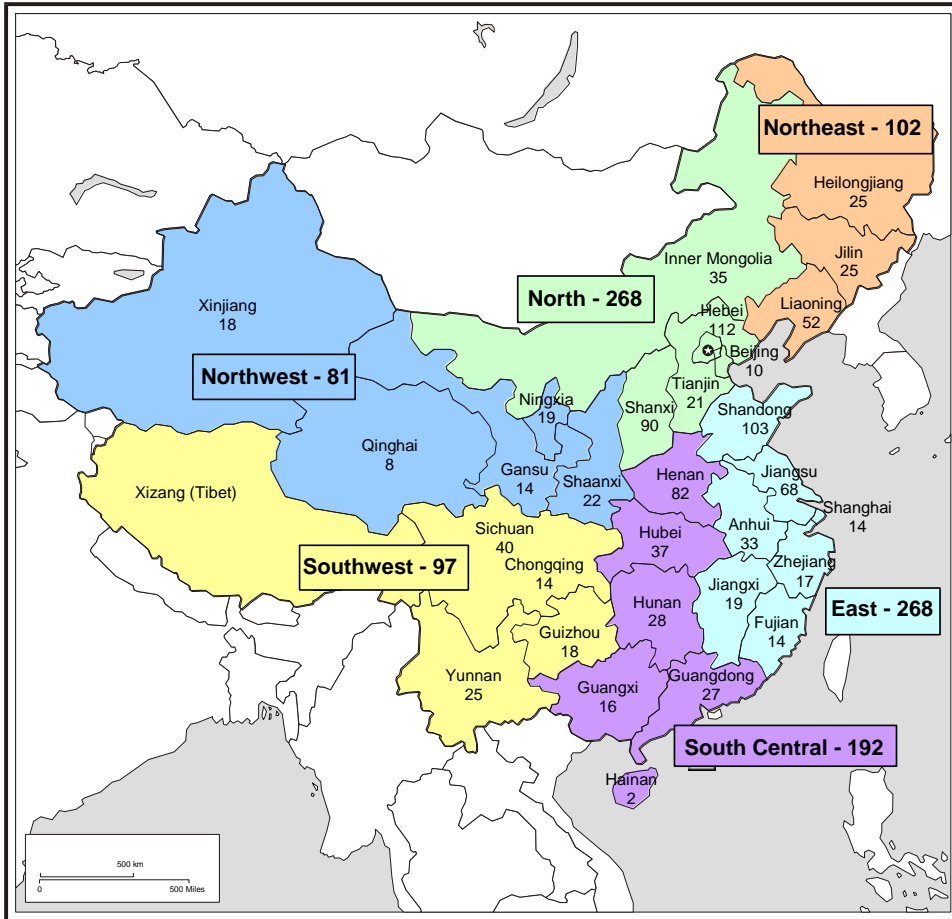 Northeast - 102
Heilongjiang
25
Jilin
25
Inner Mongolia
35
Liaoning
52
North - 268
Hebei
112
Xinjiang
18
Beijing
10
Northwest - 81
Tianjin
21
Ningxia
19
Shanxi
90
Shandong
103
Qinghai
8
Gansu
14
Shaanxi
22
Henan
82
Jiangsu
68
Xizang (Tibet)
Shanghai
14
Sichuan
40
Hubei
37
Anhui
33
Southwest - 97
Chongqing
14
Zhejiang
17
Jiangxi
19
Hunan
28
East - 268
Guizhou
18
Fujian
14
Yunnan
25
Guangxi
16
Guangdong
27
South Central - 192
Hainan
2
500 km
0
500 Miles